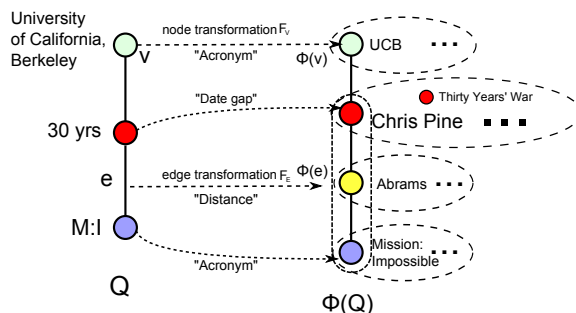 University
of California,
Berkeley
v
node transformation F_V
"Acronym"
Φ(v)
UCB
...
30 yrs
"Date gap"
Thirty Years' War
Chris Pine
...
e
edge transformation F_E
"Distance"
Φ(e)
Abrams
...
M:I
"Acronym"
Mission:
Impossible
...
Q
Φ(Q)